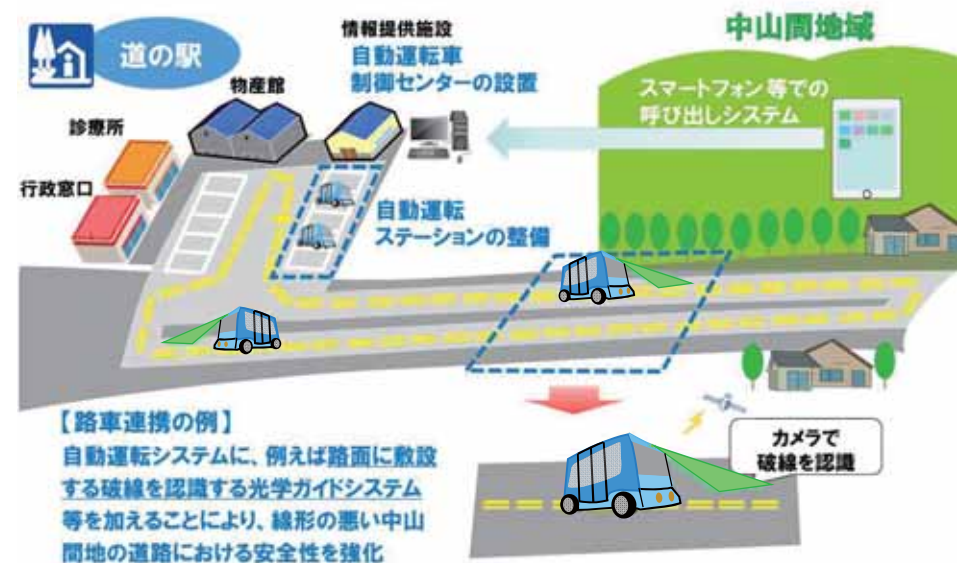 道の駅
情報提供施設
自動運転車
制御センターの設置
中山間地域
物産館
スマートフォン等での
呼び出しシステム
診療所
行政窓口
自動運転
ステーションの整備
【路車連携の例】
自動運転システムに、例えば路面に敷設
する破線を認識する光学ガイドシステム
等を加えることにより、線形の悪い中山
間地の道路における安全性を強化
カメラで
破線を認識